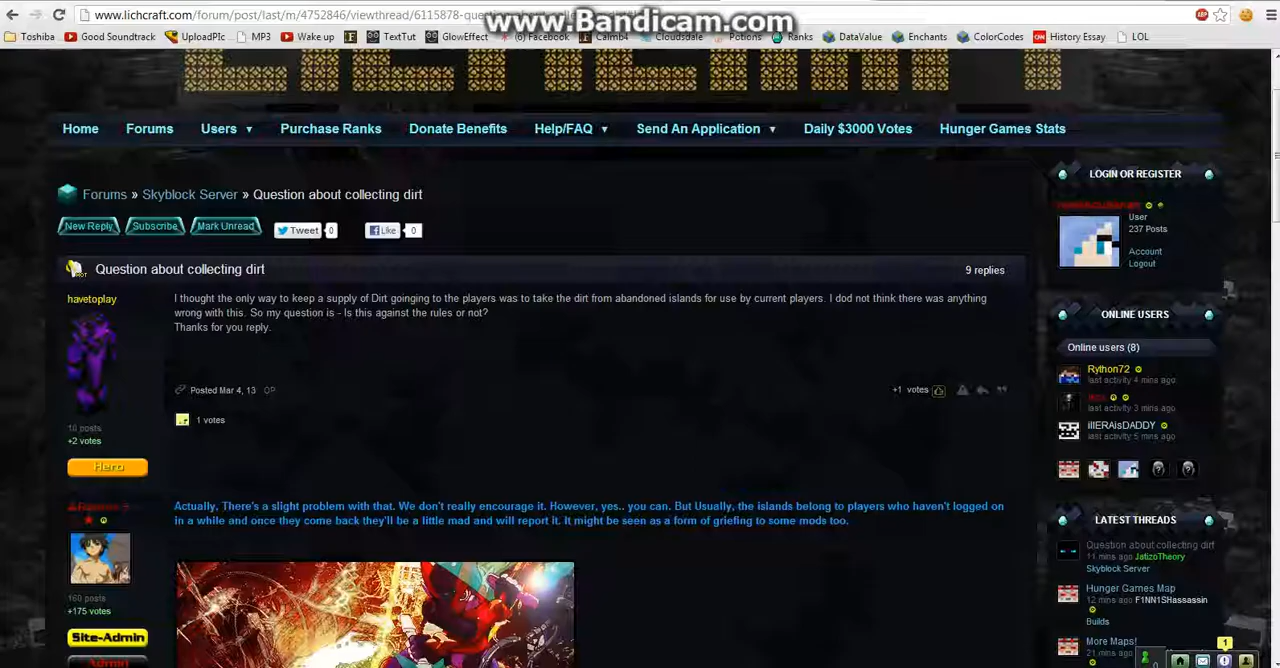 www.lichcraft.com/forum/post/last/m/4752846/viewthread/6115878-question-about-coll
www.Bandicam.com
Toshiba Good Soundtrack UploadPIc MP3 Wake up TextTut GlowEffect Facebook Calmb4 Cloudsdale Potions Ranks DataValue Enchants ColorCodes History Essay LOL
Home Forums Users Purchase Ranks Donate Benefits Help/FAQ Send An Application Daily $3000 Votes Hunger Games Stats
Forums » Skyblock Server » Question about collecting dirt
New Reply Subscribe Mark Unread Tweet 0 Like 0
Question about collecting dirt 9 replies
havetoplay
I thought the only way to keep a supply of Dirt goinging to the players was to take the dirt from abandoned islands for use by current players. I dod not think there was anything
wrong with this. So my question is - Is this against the rules or not?
Thanks for you reply.
Posted Mar 4, 13 OP
+1 votes
1 votes
+2 votes
Hero
Actually, There's a slight problem with that. We don't really encourage it. However, yes.. you can. But Usually, the islands belong to players who haven't logged on
in a while and once they come back they'll be a little mad and will report it. It might be seen as a form of griefing to some mods too.
160 posts
+175 votes
Site-Admin
Admin
LOGIN OR REGISTER
User
237 Posts
Account
Logout
ONLINE USERS
Online users (8)
Rython72
last activity 4 mins ago
last activity 3 mins ago
illERAisDADDY
last activity 5 mins ago
LATEST THREADS
Question about collecting dirt
11 mins ago JatizoTheory
Skyblock Server
Hunger Games Map
12 mins ago F1NN1SHassassin
Builds
More Maps!
21 mins ago
1